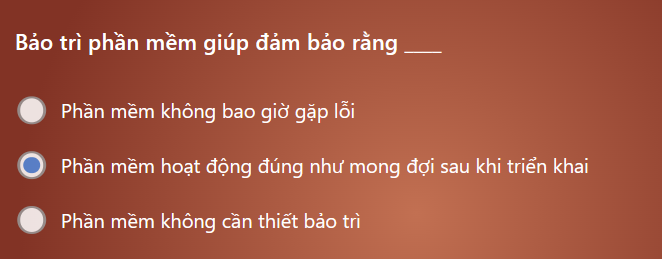 Bảo trì phần mềm giúp đảm bảo rằng ____
Phần mềm không bao giờ gặp lỗi
Phần mềm hoạt động đúng như mong đợi sau khi triển khai
Phần mềm không cần thiết bảo trì